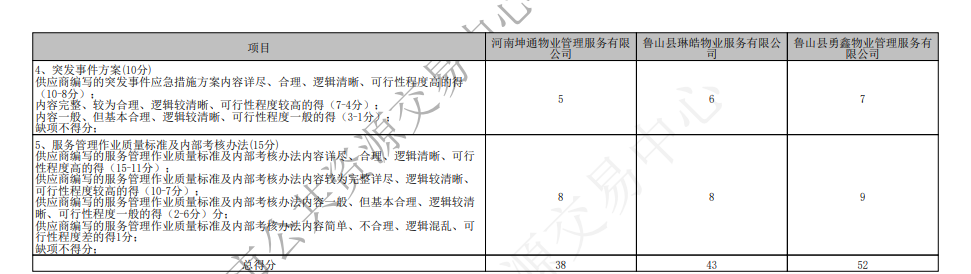 项目
河南坤通物业管理服务有限公司
鲁山县琳皓物业服务有限公司
鲁山县勇鑫物业管理服务有限公司
4、突发事件方案(10分)
供应商编写的突发事件应急措施方案内容详尽、合理、逻辑清晰、可行性程度高的得
（10-8分）；
内容完整、较为合理、逻辑较清晰、可行性程度较高的得（7-4分）；
内容一般、但基本合理、逻辑较清晰、可行性程度一般的得（3-1分）；
缺项不得分；
5
6
7
5、服务管理作业质量标准及内部考核办法(15分)
供应商编写的服务管理作业质量标准及内部考核办法内容详尽、合理、逻辑清晰、可行
性程度高的得（15-11分）；
供应商编写的服务管理作业质量标准及内部考核办法内容较为完整详尽、逻辑较清晰、
可行性程度较高的得（10-7分）；
供应商编写的服务管理作业质量标准及内部考核办法内容一般、但基本合理、逻辑较清
晰、可行性程度一般的得（2-6分）分；
供应商编写的服务管理作业质量标准及内部考核办法内容简单、不合理、逻辑混乱、可
行性程度差的得1分；
缺项不得分；
8
8
9
总得分
38
43
52
市公共资源交易中心
源交易中心